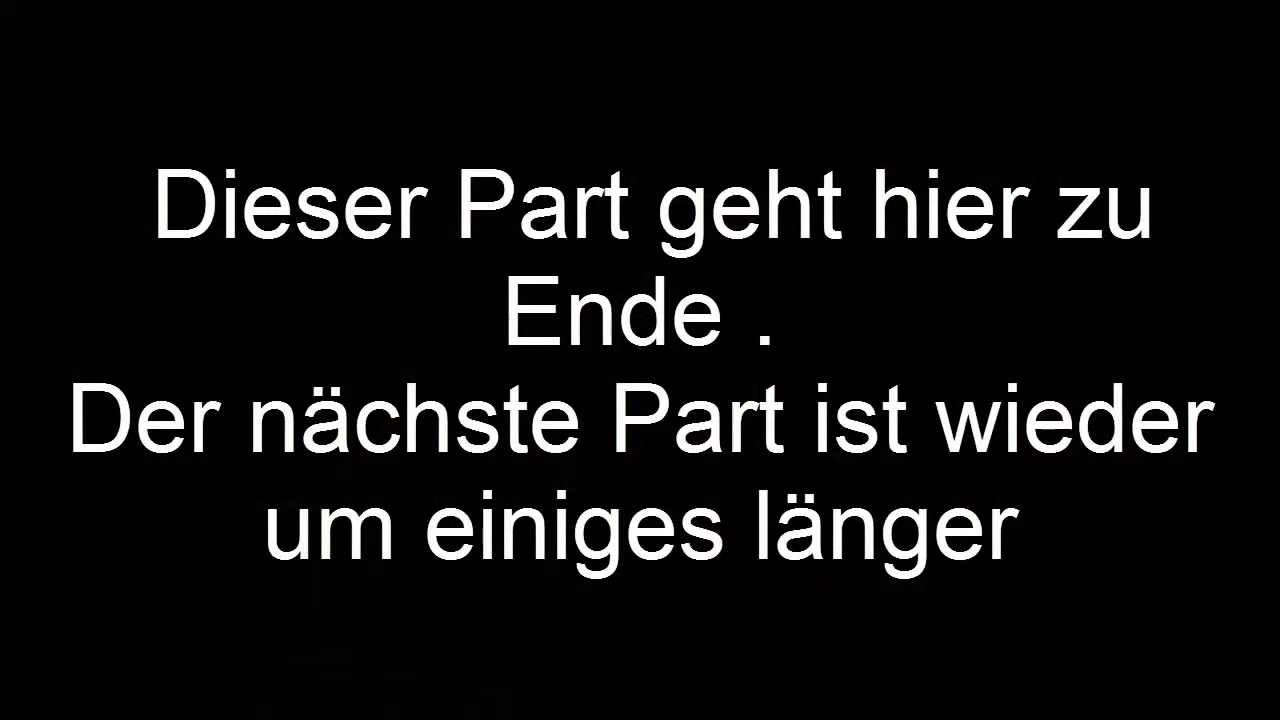 Dieser Part geht hier zu
Ende .
Der nächste Part ist wieder
um einiges länger